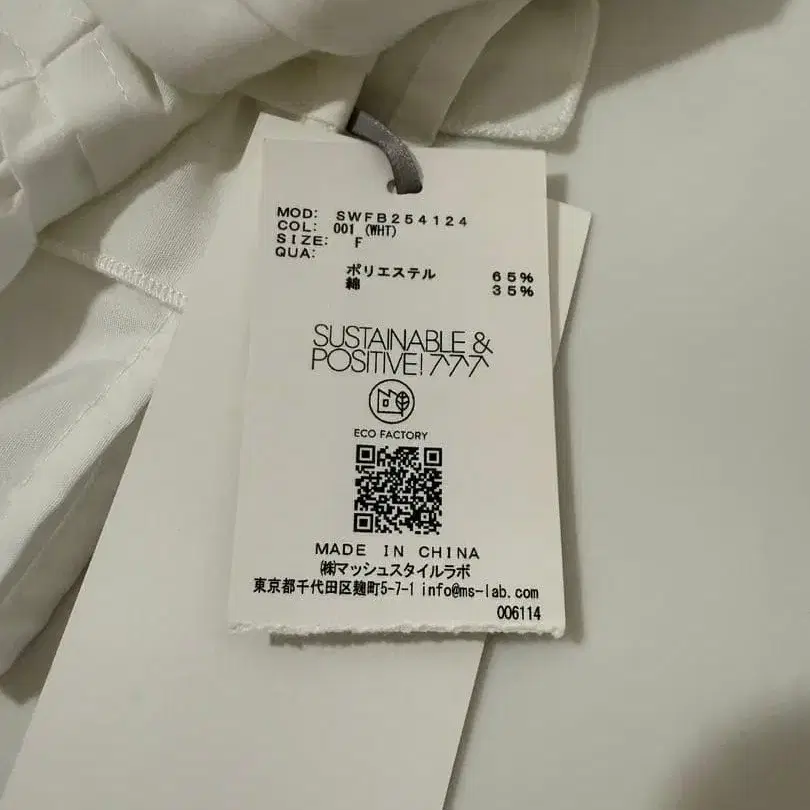 MOD: SWFB254124
COL: 001 (WHT)
SIZE: F
QUA:
ポリエステル 65%
綿 35%
SUSTAINABLE &
POSITIVE! ↗↗↗
ECO FACTORY
MADE IN CHINA
㈱マッシュスタイルラボ
東京都千代田区麹町5-7-1 info@ms-lab.com
006114